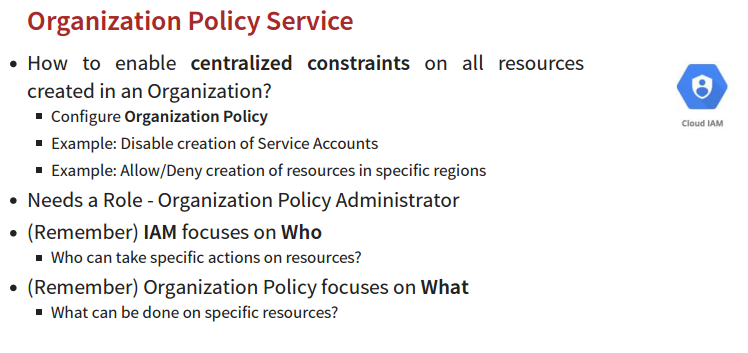 Organization Policy Service
How to enable centralized constraints on all resources
created in an Organization?
Configure Organization Policy
Example: Disable creation of Service Accounts
Example: Allow/Deny creation of resources in specific regions
Needs a Role - Organization Policy Administrator
(Remember) IAM focuses on Who
Who can take specific actions on resources?
(Remember) Organization Policy focuses on What
What can be done on specific resources?
Cloud IAM